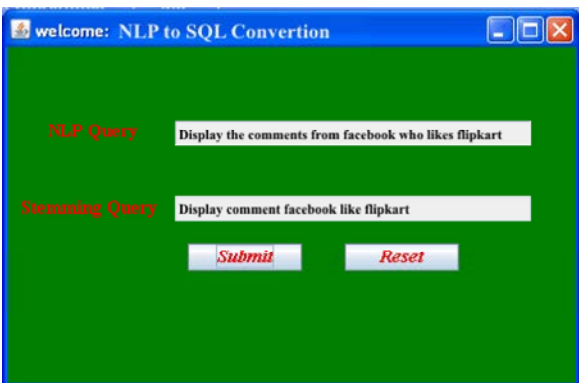 welcome: NLP to SQL Convertion
NLP Query
Display the comments from facebook who likes flipkart
Stemming Query
Display comment facebook like flipkart
Submit
Reset